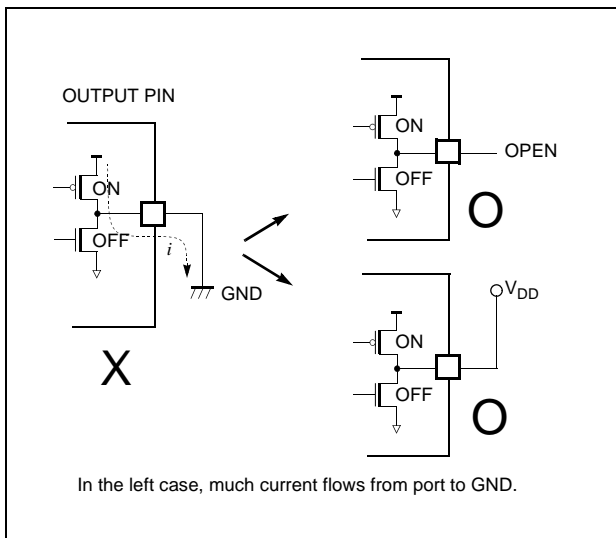 OUTPUT PIN
ON
OFF
i
GND
X
ON
OFF
OPEN
O
V_DD
ON
OFF
O
In the left case, much current flows from port to GND.